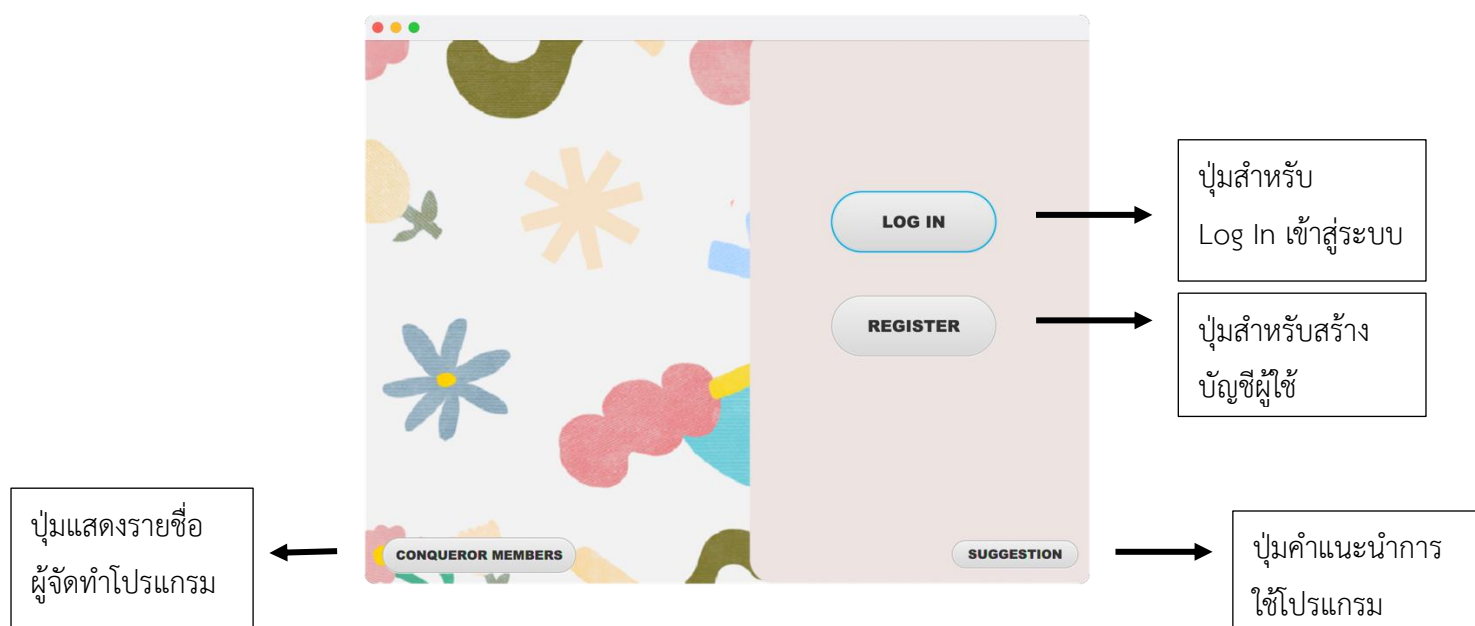 LOG IN
ปุ่มสำหรับ
Log In เข้าสู่ระบบ
REGISTER
ปุ่มสำหรับสร้าง
บัญชีผู้ใช้
ปุ่มแสดงรายชื่อ
ผู้จัดทำโปรแกรม
CONQUEROR MEMBERS
SUGGESTION
ปุ่มคำแนะนำการ
ใช้โปรแกรม